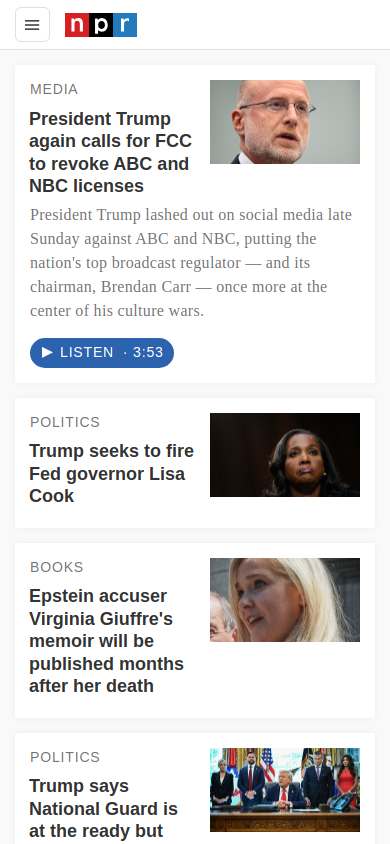 npr
MEDIA
President Trump
again calls for FCC
to revoke ABC and
NBC licenses
President Trump lashed out on social media late
Sunday against ABC and NBC, putting the
nation's top broadcast regulator — and its
chairman, Brendan Carr — once more at the
center of his culture wars.
LISTEN · 3:53
POLITICS
Trump seeks to fire
Fed governor Lisa
Cook
BOOKS
Epstein accuser
Virginia Giuffre's
memoir will be
published months
after her death
POLITICS
Trump says
National Guard is
at the ready but